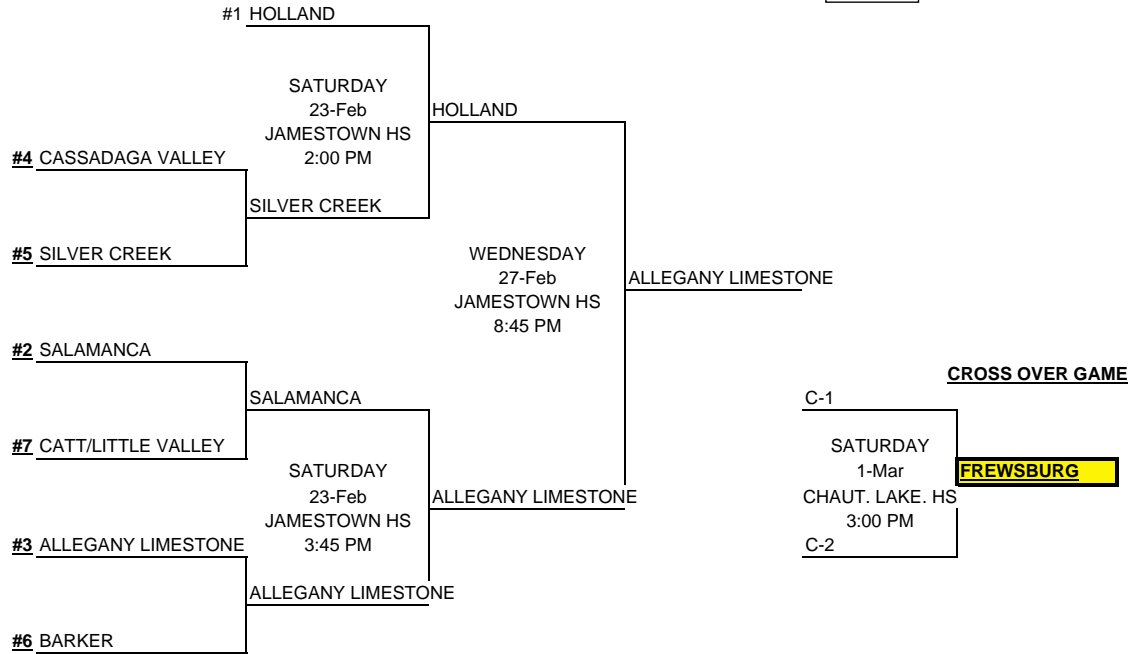 #1 HOLLAND
SATURDAY
23-Feb
JAMESTOWN HS
2:00 PM
HOLLAND
#4 CASSADAGA VALLEY
SILVER CREEK
#5 SILVER CREEK
WEDNESDAY
27-Feb
JAMESTOWN HS
8:45 PM
ALLEGANY LIMESTONE
#2 SALAMANCA
SALAMANCA
#7 CATT/LITTLE VALLEY
SATURDAY
23-Feb
JAMESTOWN HS
3:45 PM
ALLEGANY LIMESTONE
#3 ALLEGANY LIMESTONE
ALLEGANY LIMESTONE
#6 BARKER
CROSS OVER GAME
C-1
SATURDAY
1-Mar
CHAUT. LAKE. HS
3:00 PM
FREWSBURG
C-2